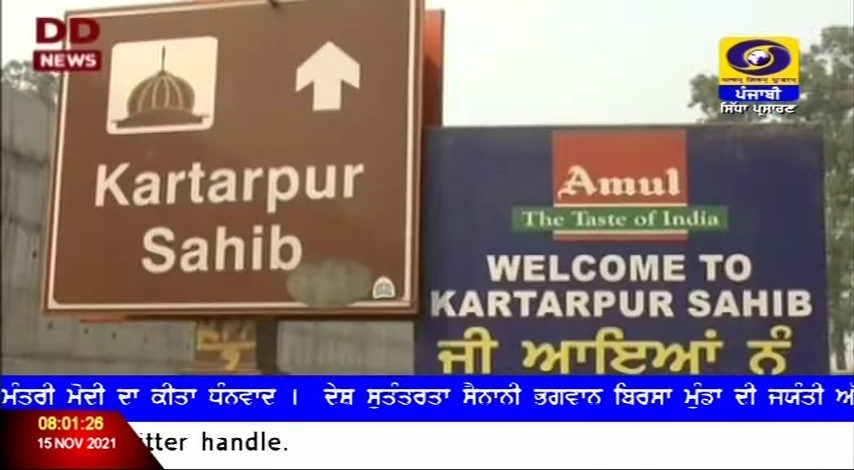 DD
NEWS
Kartarpur
Sahib
Amul
The Taste of India
WELCOME TO
KARTARPUR SAHIB
ਜੀ ਆਇਆਂ ਨੂੰ
ਪੰਜਾਬੀ
ਸਿੱਧਾ ਪ੍ਰਸਾਰਣ
ਮੰਤਰੀ ਮੋਦੀ ਦਾ ਕੀਤਾ ਧੰਨਵਾਦ । ਦੇਸ਼ ਸੁਤੰਤਰਤਾ ਸੈਨਾਨੀ ਭਗਵਾਨ ਬਿਰਸਾ ਮੁੰਡਾ ਦੀ ਜਯੰਤੀ
08:01:26
15 NOV 2021
itter handle.